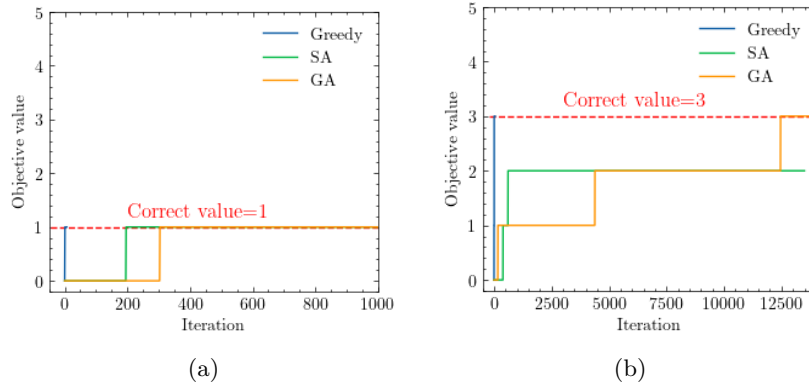 5
4
3
2
1
0
Objective value
Greedy
SA
GA
Correct value=1
0 200 400 600 800 1000
Iteration
(a)
5
4
3
2
1
0
Objective value
Greedy
SA
GA
Correct value=3
0 2500 5000 7500 10000 12500
Iteration
(b)